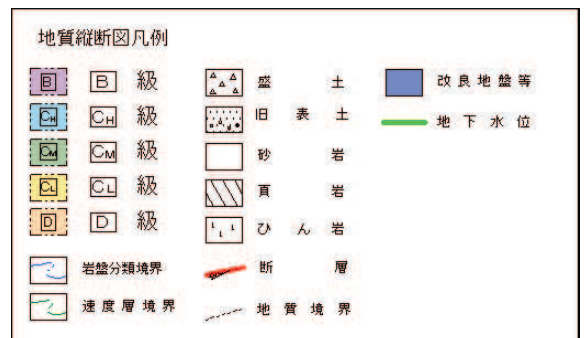 地質縦断図凡例
B B 級
CH CH 級
CM CM 級
CL CL 級
D D 級
岩盤分類境界
速度層境界
盛土
旧表土
砂岩
頁岩
ひん岩
断層
地質境界
改良地盤等
地下水位